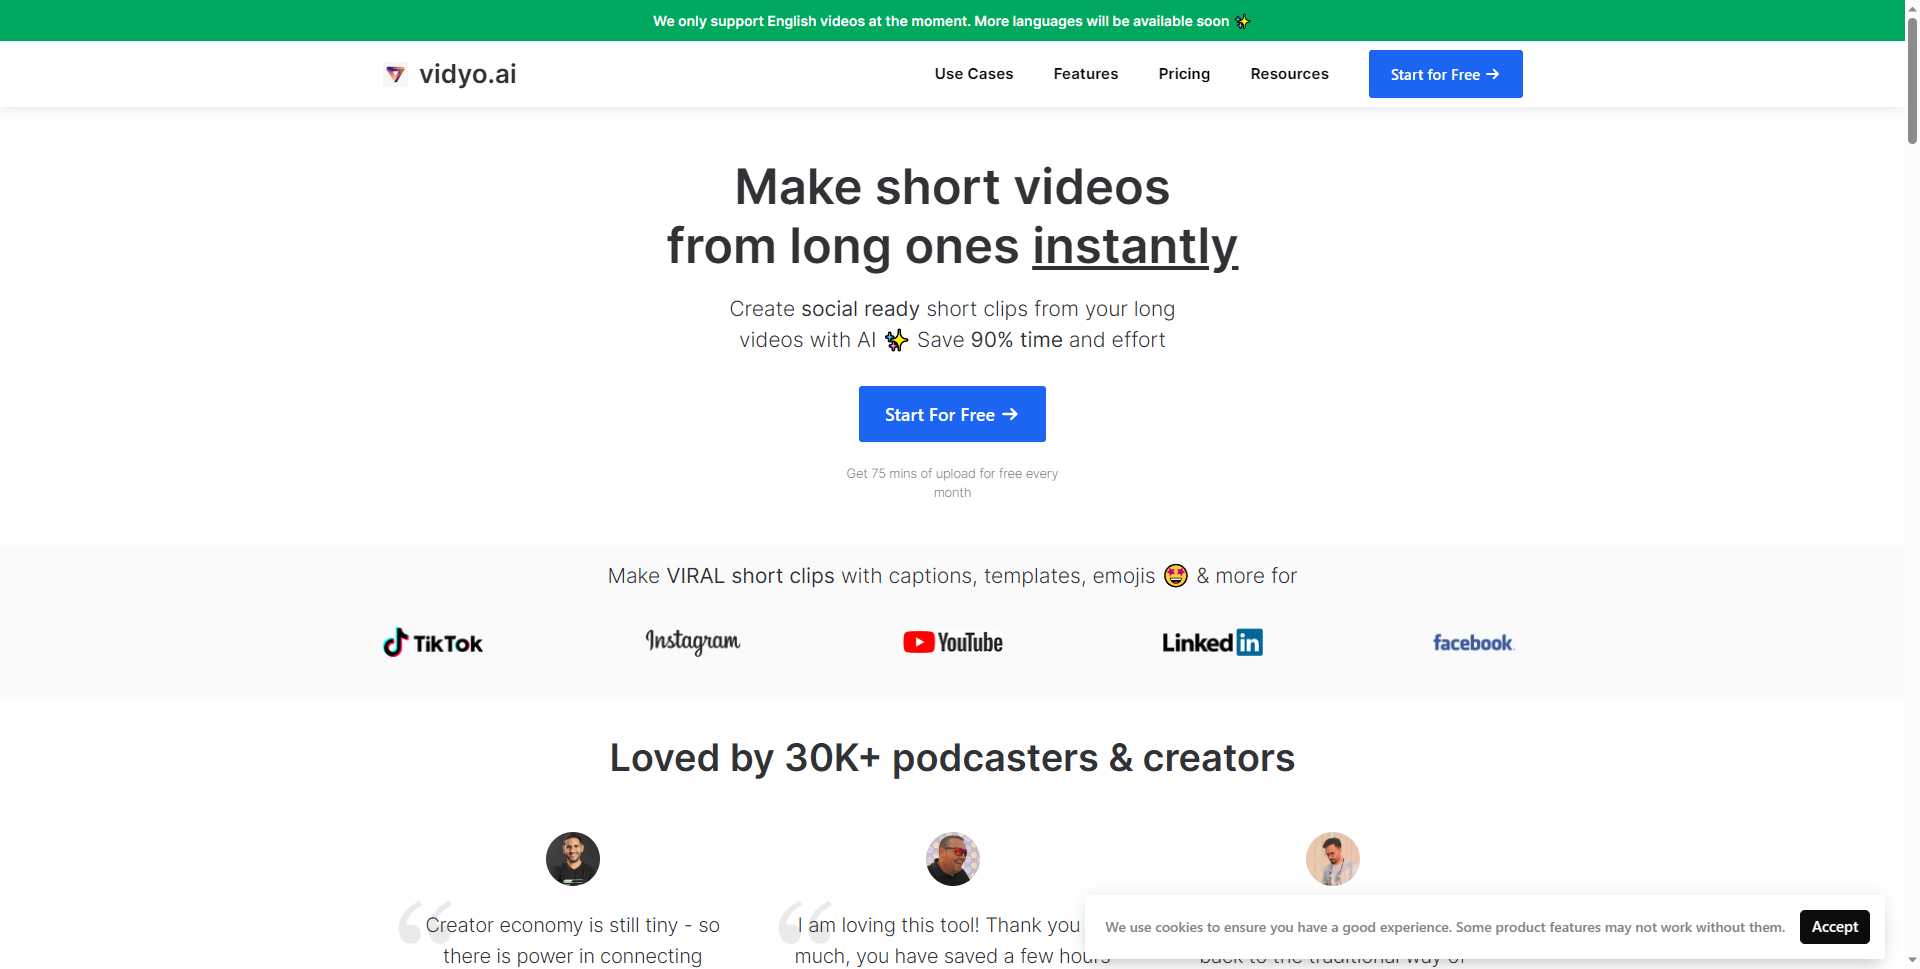 We only support English videos at the moment. More languages will be available soon ✨
vidyo.ai
Use Cases
Features
Pricing
Resources
Start for Free →
Make short videos
from long ones instantly
Create social ready short clips from your long
videos with AI ✨ Save 90% time and effort
Start For Free →
Get 75 mins of upload for free every
month
Make VIRAL short clips with captions, templates, emojis 🤩 & more for
TikTok
Instagram
YouTube
Linked in
facebook.
Loved by 30K+ podcasters & creators
Creator economy is still tiny - so
there is power in connecting
I am loving this tool! Thank you
much, you have saved a few hours
back to the traditional way of
We use cookies to ensure you have a good experience. Some product features may not work without them.
Accept